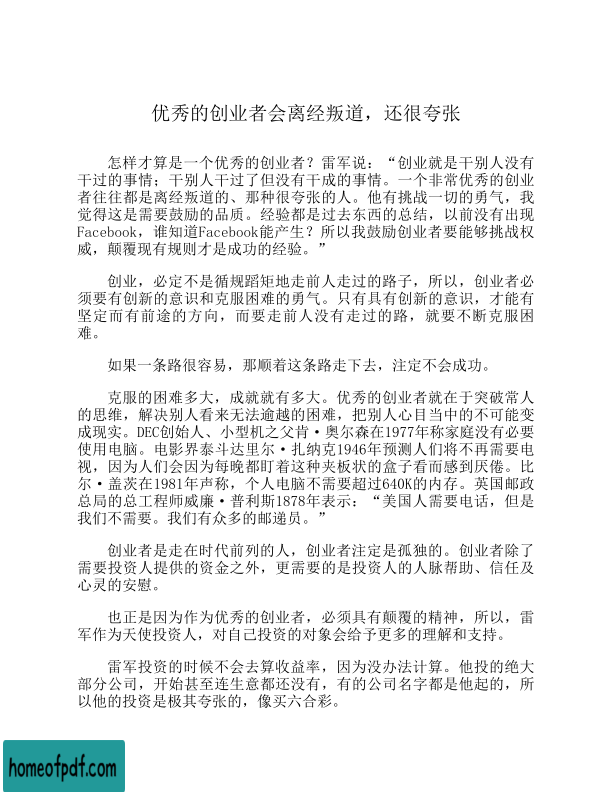 优秀的创业者会离经叛道，还很夸张
怎样才算是一个优秀的创业者？雷军说：“创业就是干别人没有
干过的事情；干别人干过了但没有干成的事情。一个非常优秀的创业
者往往都是离经叛道的、那种很夸张的人。他有挑战一切的勇气，我
觉得这是需要鼓励的品质。经验都是过去东西的总结，以前没有出现
Facebook，谁知道Facebook能产生？所以我鼓励创业者要能够挑战权
威，颠覆现有规则才是成功的经验。”
创业，必定不是循规蹈矩地走前人走过的路子，所以，创业者必
须要有创新的意识和克服困难的勇气。只有具有创新的意识，才能有
坚定而有前途的方向，而要走前人没有走过的路，就要不断克服困
难。
如果一条路很容易，那顺着这条路走下去，注定不会成功。
克服的困难多大，成就就有多大。优秀的创业者就在于突破常人
的思维，解决别人看来无法逾越的困难，把别人心目当中的不可能变
成现实。DEC创始人、小型机之父肯·奥尔森在1977年称家庭没有必要
使用电脑。电影界泰斗达里尔·扎纳克1946年预测人们将不再需要电
视，因为人们会因为每晚都盯着这种夹板状的盒子看而感到厌倦。比
尔·盖茨在1981年声称，个人电脑不需要超过640K的内存。英国邮政
总局的总工程师威廉·普利斯1878年表示：“美国人需要电话，但是
我们不需要。我们有众多的邮递员。”
创业者是走在时代前列的人，创业者注定是孤独的。创业者除了
需要投资人提供的资金之外，更需要的是投资人的人脉帮助、信任及
心灵的安慰。
也正是因为作为优秀的创业者，必须具有颠覆的精神，所以，雷
军作为天使投资人，对自己投资的对象会给予更多的理解和支持。
雷军投资的时候不会去算收益率，因为没办法计算。他投的绝大
部分公司，开始甚至连生意都还没有，有的公司名字都是他起的，所
以他的投资是极其夸张的，像买六合彩。
homeofpdf.com